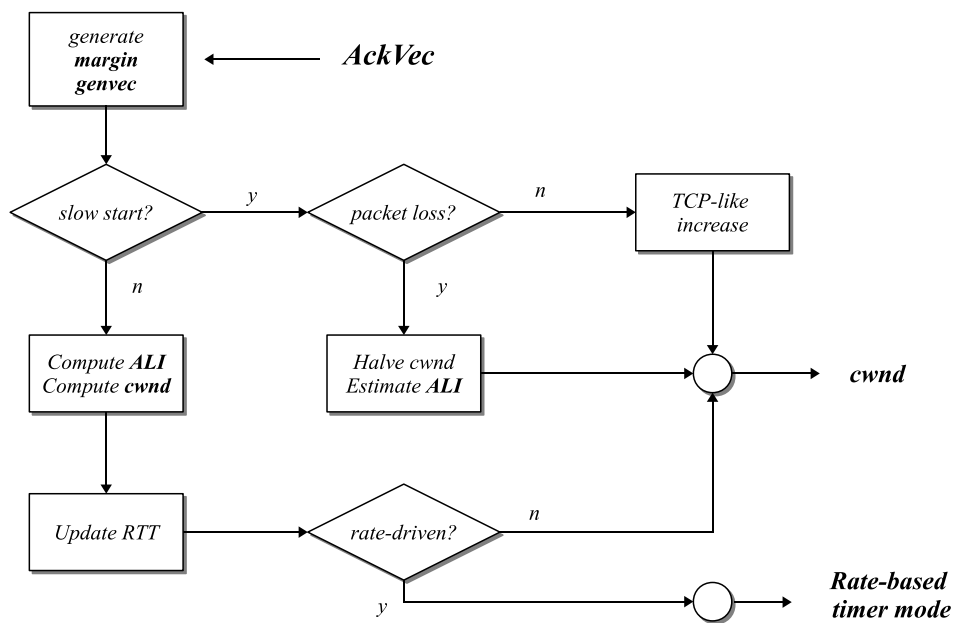 generate
margin
genvec
AckVec
slow start?
y
packet loss?
n
TCP-like
increase
n
y
Compute ALI
Compute cwnd
Halve cwnd
Estimate ALI
cwnd
Update RTT
rate-driven?
n
y
Rate-based
timer mode